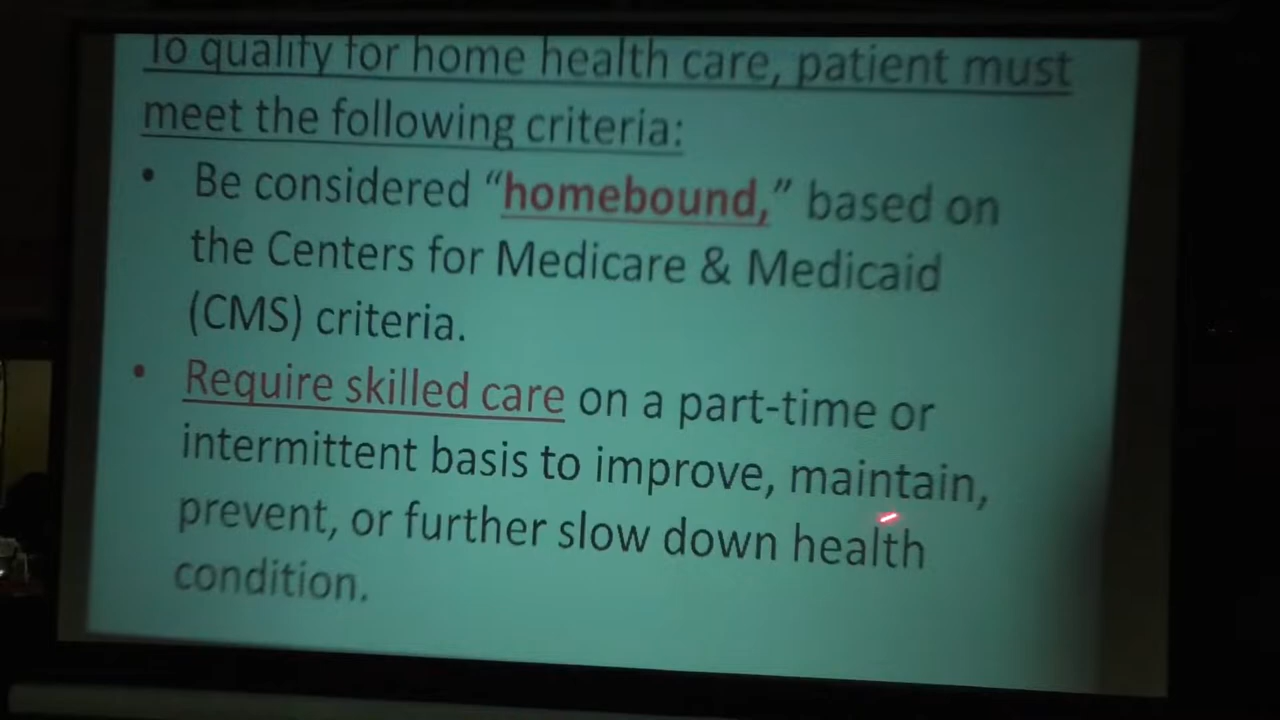 To qualify for home health care, patient must
meet the following criteria:
• Be considered “homebound,” based on
the Centers for Medicare & Medicaid
(CMS) criteria.
• Require skilled care on a part-time or
intermittent basis to improve, maintain,
prevent, or further slow down health
condition.